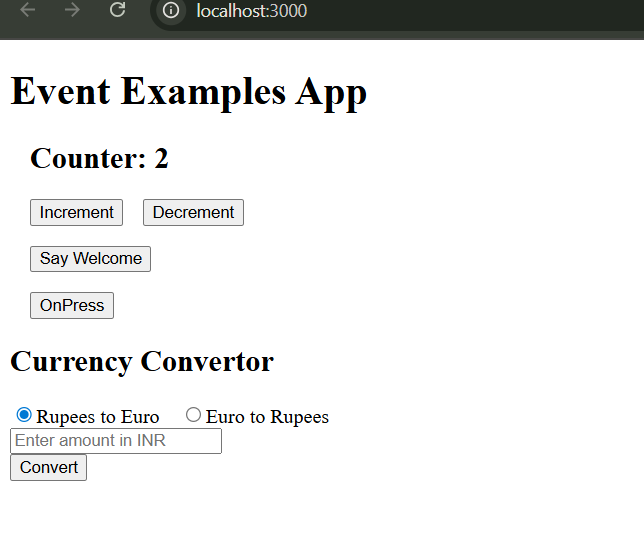 localhost:3000
Event Examples App
Counter: 2
Increment Decrement
Say Welcome
OnPress
Currency Convertor
Rupees to Euro Euro to Rupees
Enter amount in INR
Convert